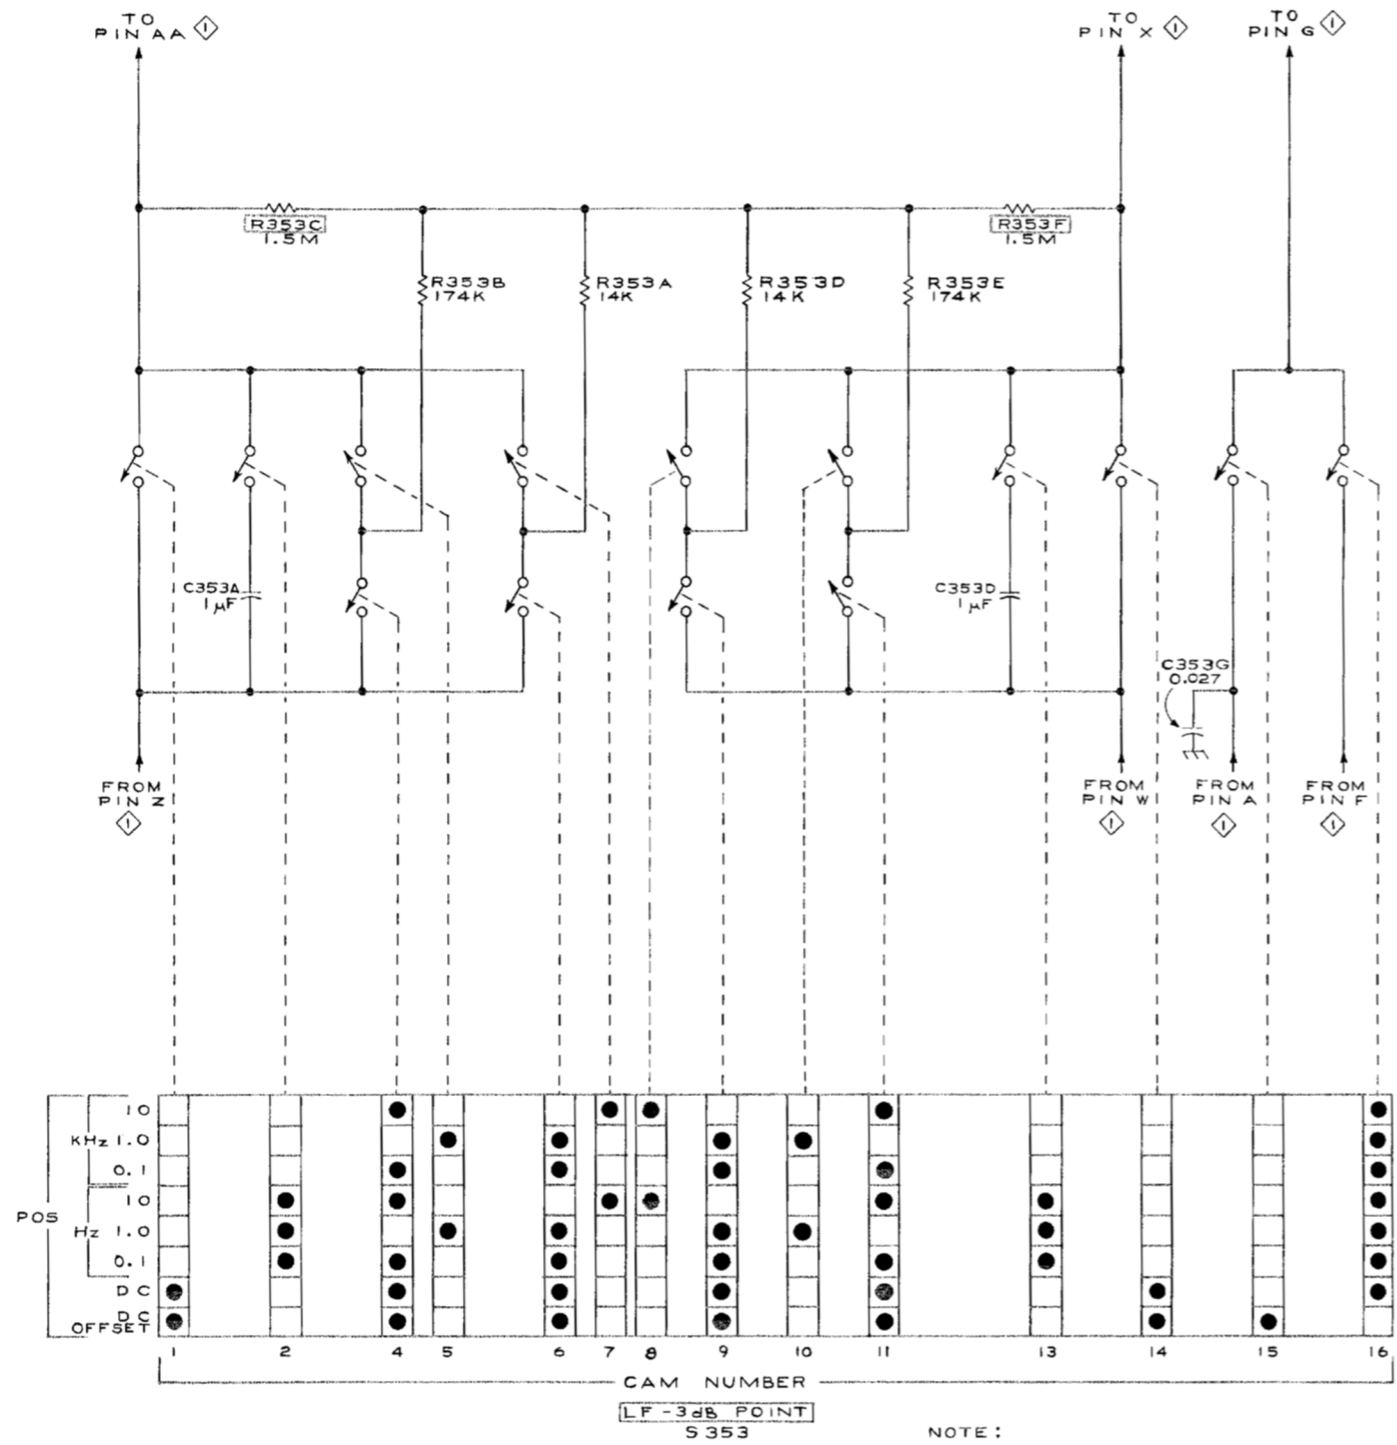 TO
PIN AA 1
TO
PIN X 1
TO
PIN G 1
R353C
1.5M
R353F
1.5M
R353B
174K
R353A
14K
R353D
14K
R353E
174K
C353A
1μF
C353D
1μF
C353G
0.027
FROM
PIN Z
1
FROM
PIN W
1
FROM
PIN A
1
FROM
PIN F
1
POS
10
KHz 1.0
0.1
10
Hz 1.0
0.1
DC
DC
OFFSET
1 2 4 5 6 7 8 9 10 11 13 14 15 16
CAM NUMBER
LF -3dB POINT
S353
NOTE: